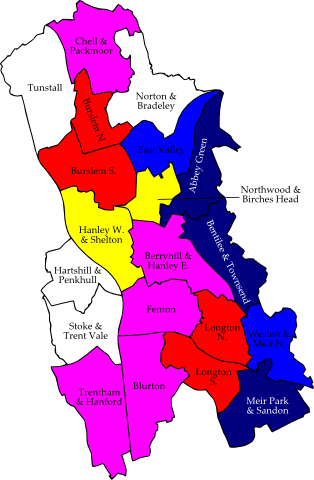 Chell &
Packmoor
Tunstall
Norton &
Bradeley
Burslem N.
East Valley
Abbey Green
Burslem S.
Northwood &
Birches Head
Hanley W.
& Shelton
Bentilee & Townsend
Berryhill &
Hanley E.
Hartshill &
Penkhull
Fenton
Stoke &
Trent Vale
Longton
N.
Weston &
Meir N.
Blurton
Longton
S.
Trentham
& Hanford
Meir Park
& Sandon